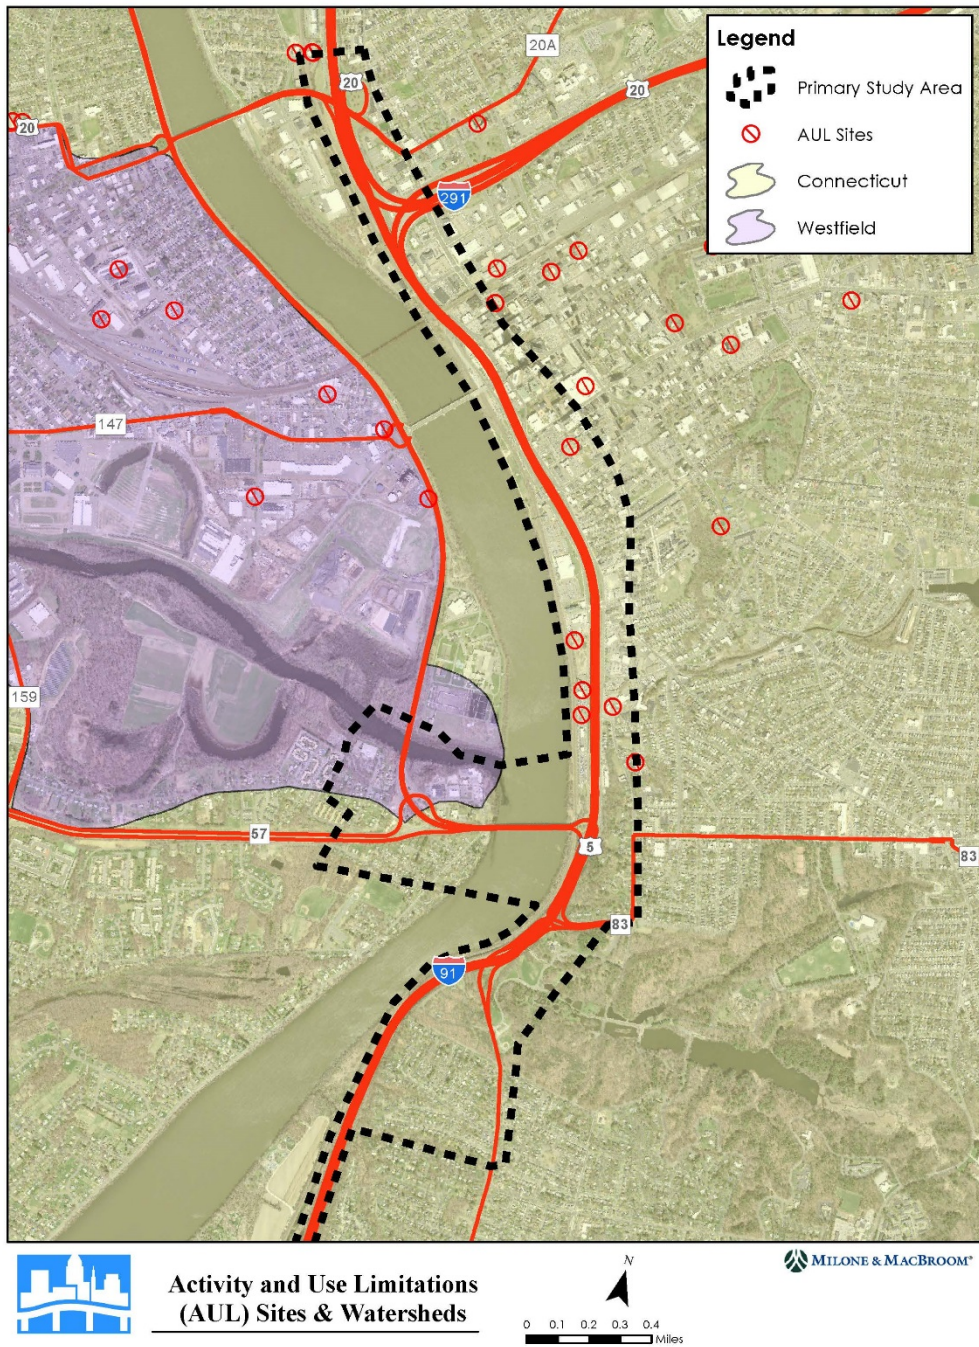 Legend
Primary Study Area
AUL Sites
Connecticut
Westfield
20A
20
20
20
291
147
159
57
5
83
83
91
Activity and Use Limitations
(AUL) Sites & Watersheds
N
0 0.1 0.2 0.3 0.4
Miles
MILONE & MACBROOM®